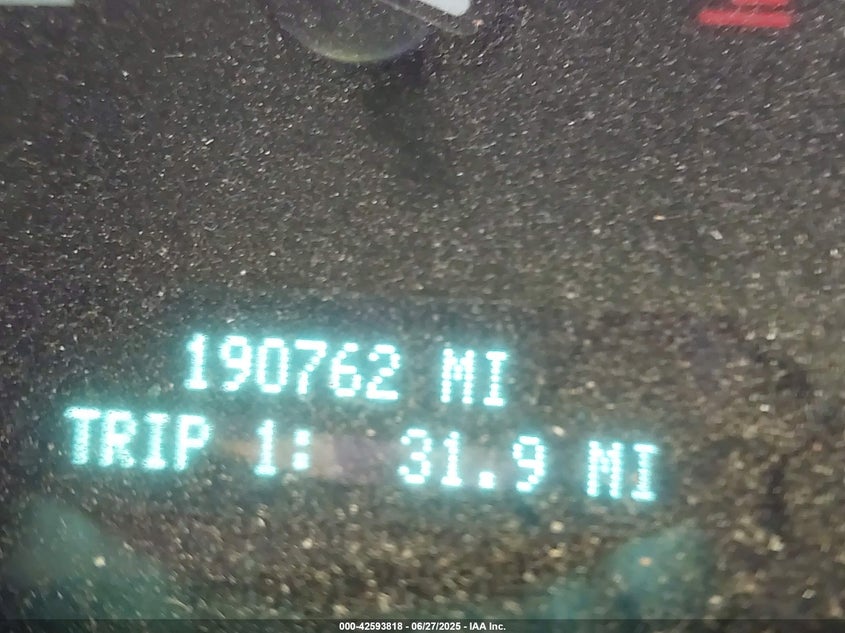 190762 MI
TRIP 1: 31.9 MI
000-42593818 - 06/27/2025 - IAA Inc.